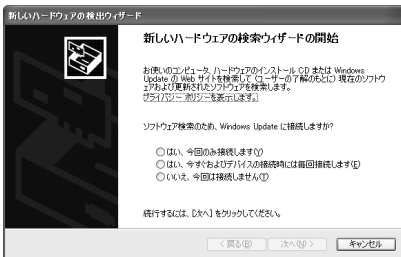 新しいハードウェアの検出ウィザード
新しいハードウェアの検索ウィザードの開始
お使いのコンピュータ、ハードウェアのインストール CD または Windows
Update の Web サイトを検索して (ユーザーの了解のもとに) 現在のソフトウ
ェアおよび更新されたソフトウェアを検索します。
プライバシー ポリシーを表示します。
ソフトウェア検索のため、Windows Update に接続しますか?
はい、今回のみ接続します(Y)
はい、今すぐおよびデバイスの接続時には毎回接続します(E)
いいえ、今回は接続しません(T)
続行するには、[次へ] をクリックしてください。
< 戻る(B) 次へ(N) > キャンセル